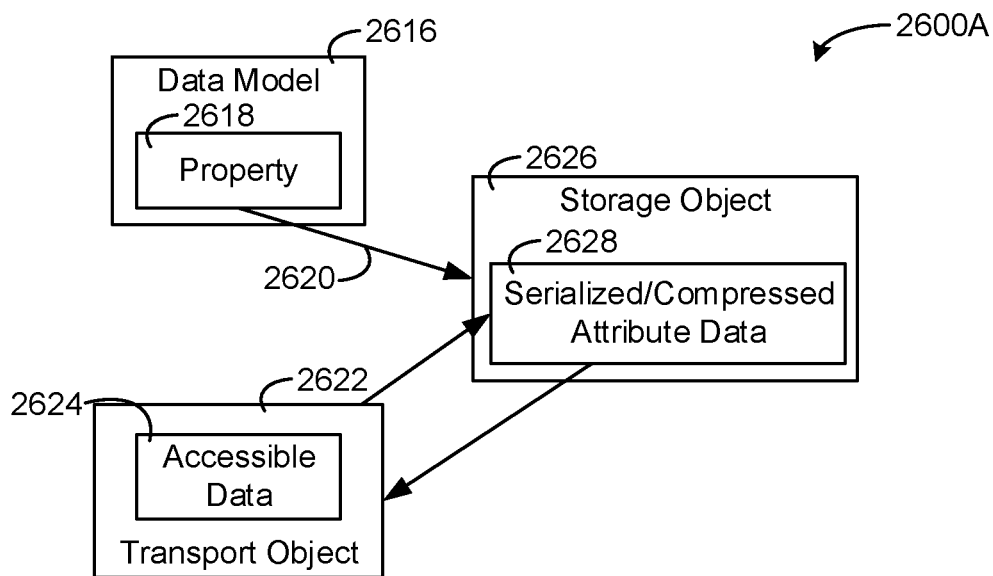 2600A
2616
Data Model
2618
Property
2620
2626
Storage Object
2628
Serialized/Compressed
Attribute Data
2622
2624
Accessible
Data
Transport Object